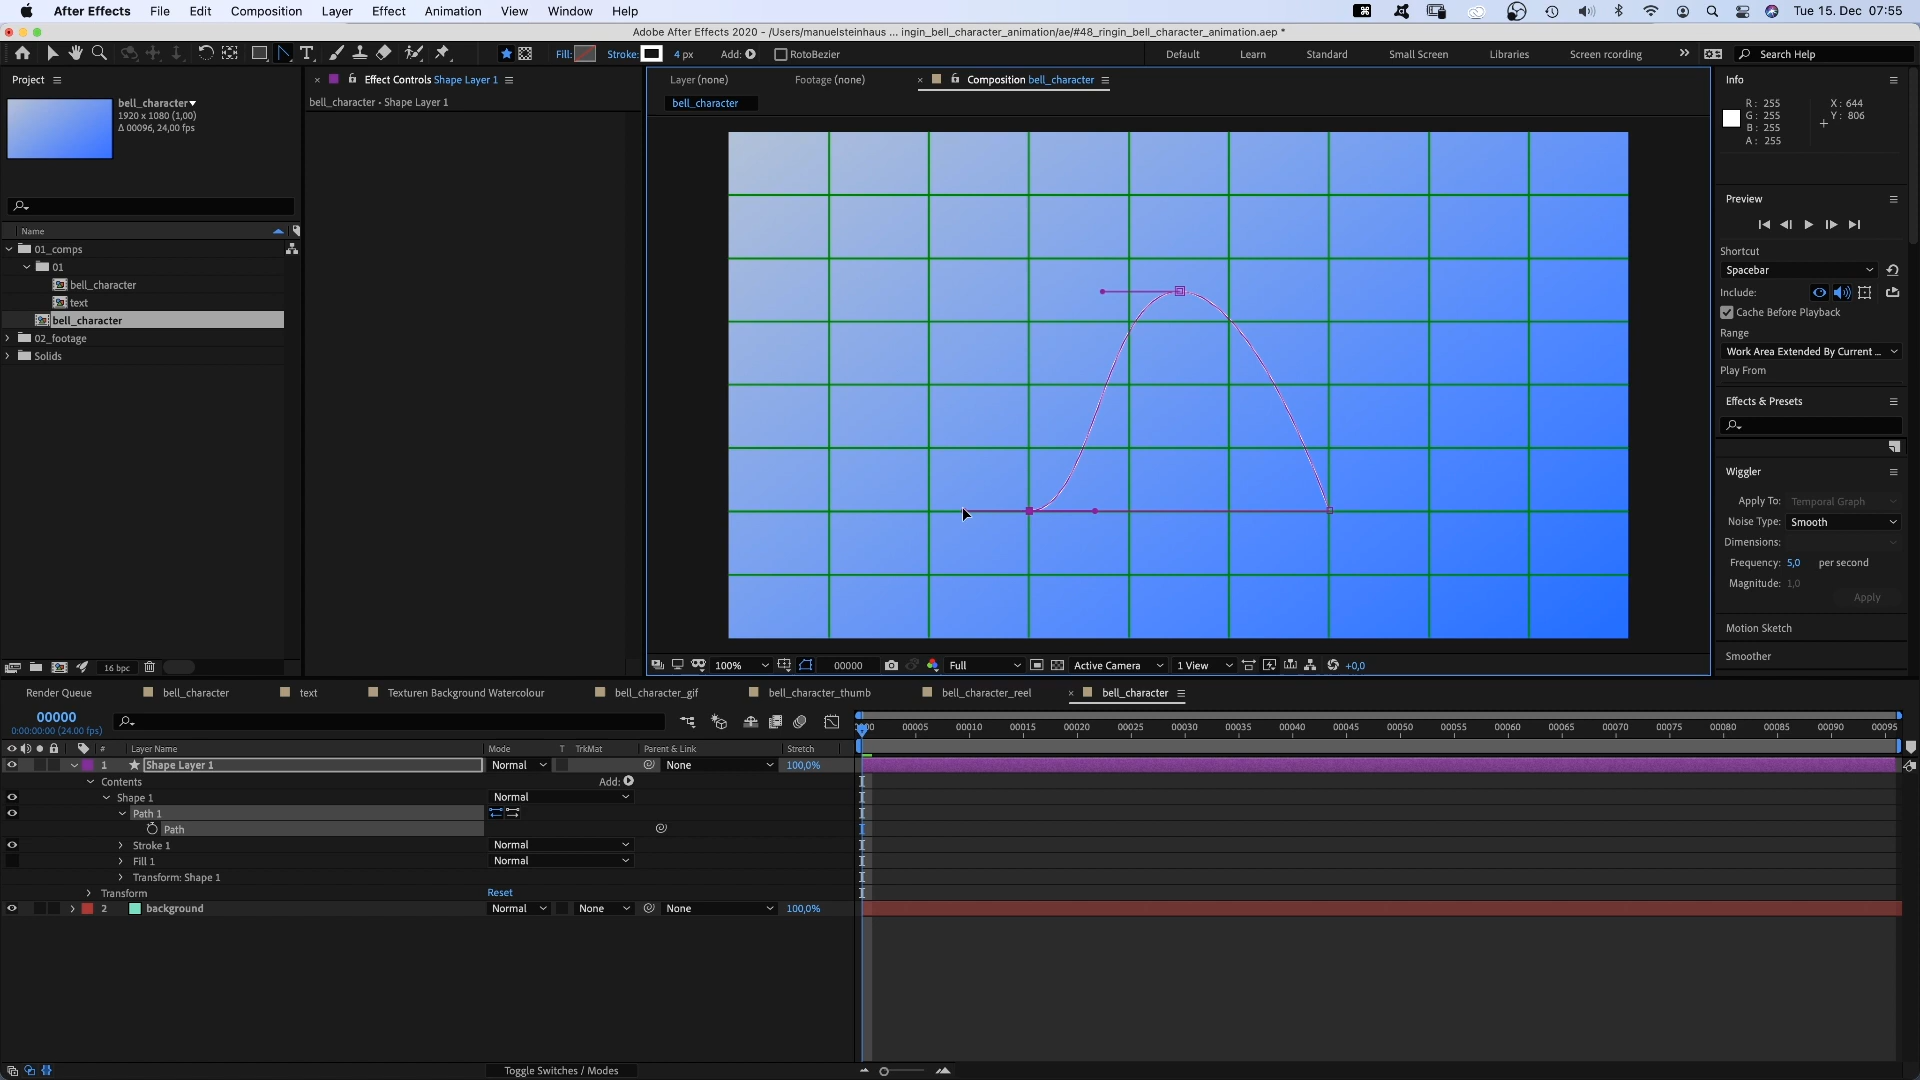 After Effects File Edit Composition Layer Effect Animation View Window Help Tue 15. Dec 07:55
Adobe After Effects 2020 - /Users/manuelsteinhaus ... ingin_bell_character_animation/ae/#48_ringin_bell_character_animation.aep *
Fill: Stroke: 4 px Add: RotoBezier Default Learn Standard Small Screen Libraries Screen rcording Search Help
Project
bell_character
1920 x 1080 (1,00)
Δ 00096, 24,00 fps
Name
01_comps
01
bell_character
text
bell_character
02_footage
Solids
16 bpc
Effect Controls Shape Layer 1
bell_character • Shape Layer 1
Layer (none) Footage (none) Composition bell_character
bell_character
100% 00000 Full Active Camera 1 View +0,0
Info
R: 255 X: 644
G: 255 Y: 806
B: 255
A: 255
Preview
Shortcut
Spacebar
Include:
Cache Before Playback
Range
Work Area Extended By Current ...
Play From
Effects & Presets
Wiggler
Apply To: Temporal Graph
Noise Type: Smooth
Dimensions:
Frequency: 5,0 per second
Magnitude: 1,0
Apply
Motion Sketch
Smoother
Render Queue bell_character text Texturen Background Watercolour bell_character_gif bell_character_thumb bell_character_reel bell_character
00000
0:00:00:00 (24.00 fps)
00005 00010 00015 00020 00025 00030 00035 00040 00045 00050 00055 00060 00065 00070 00075 00080 00085 00090 00095
# Layer Name Mode T TrkMat Parent & Link Stretch
1 Shape Layer 1 Normal None 100,0%
Contents Add:
Shape 1 Normal
Path 1
Path
Stroke 1 Normal
Fill 1 Normal
Transform: Shape 1
Transform Reset
2 background Normal None None 100,0%
Toggle Switches / Modes